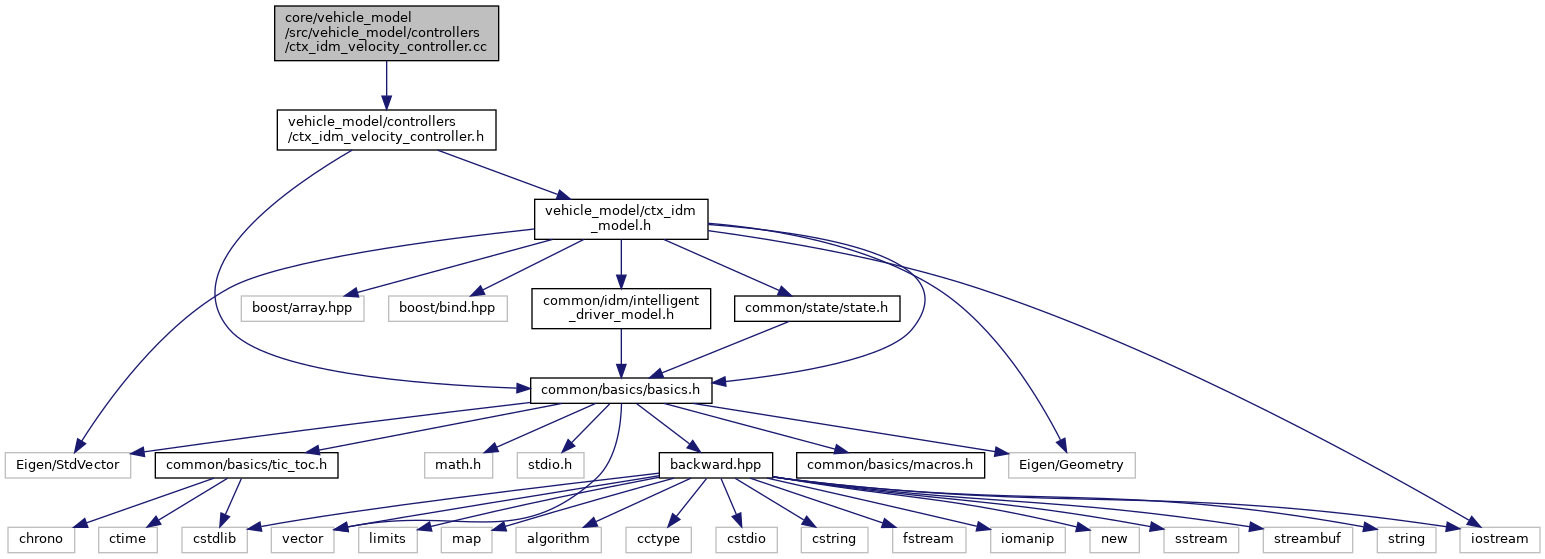 core/vehicle_model
/src/vehicle_model/controllers
/ctx_idm_velocity_controller.cc
vehicle_model/controllers
/ctx_idm_velocity_controller.h
vehicle_model/ctx_idm
_model.h
boost/array.hpp
boost/bind.hpp
common/idm/intelligent
_driver_model.h
common/state/state.h
common/basics/basics.h
Eigen/StdVector
common/basics/tic_toc.h
math.h
stdio.h
backward.hpp
common/basics/macros.h
Eigen/Geometry
chrono
ctime
cstdlib
vector
limits
map
algorithm
cctype
cstdio
cstring
fstream
iomanip
new
sstream
streambuf
string
iostream